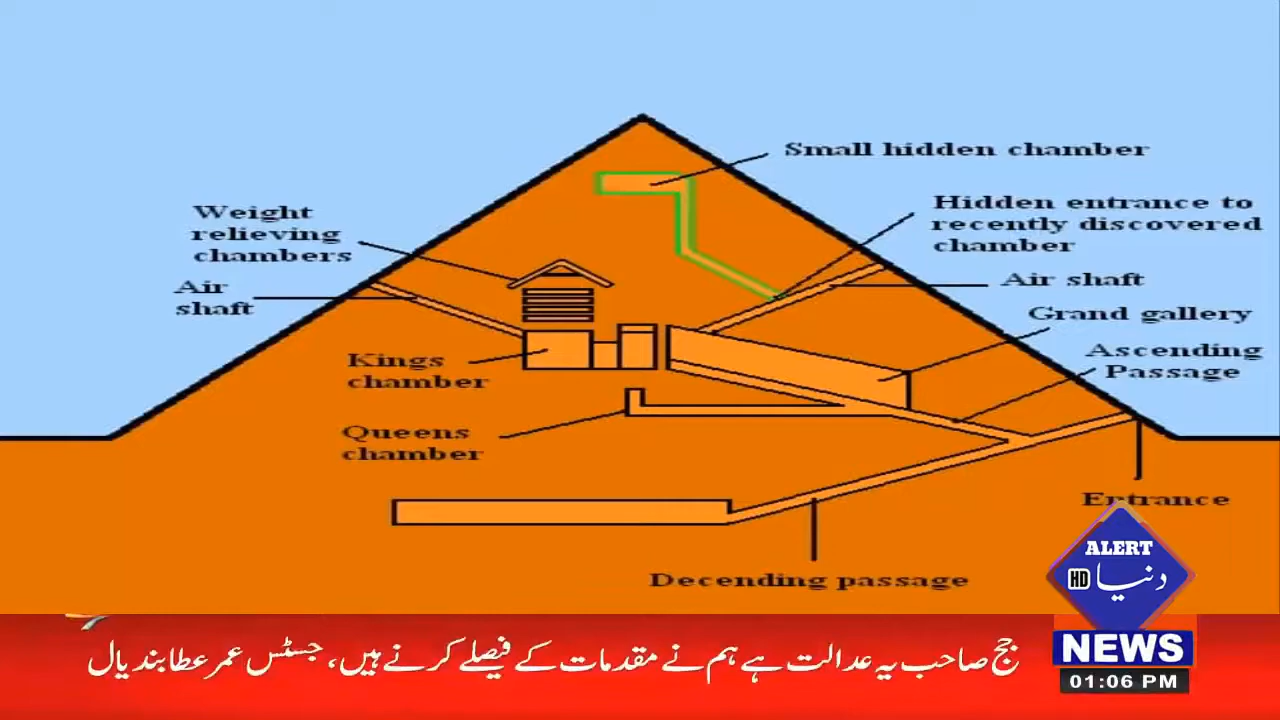 Small hidden chamber
Weight
relieving
chambers
Hidden entrance to
recently discovered
chamber
Air
shaft
Air shaft
Grand gallery
Kings
chamber
Ascending
Passage
Queens
chamber
Entrance
Decending passage
ALERT
HD دنیا
NEWS
01:06 PM
جج صاحب یہ عدالت ہے ہم نے مقدمات کے فیصلے کرنے ہیں، جسٹس عمر عطا بندیال